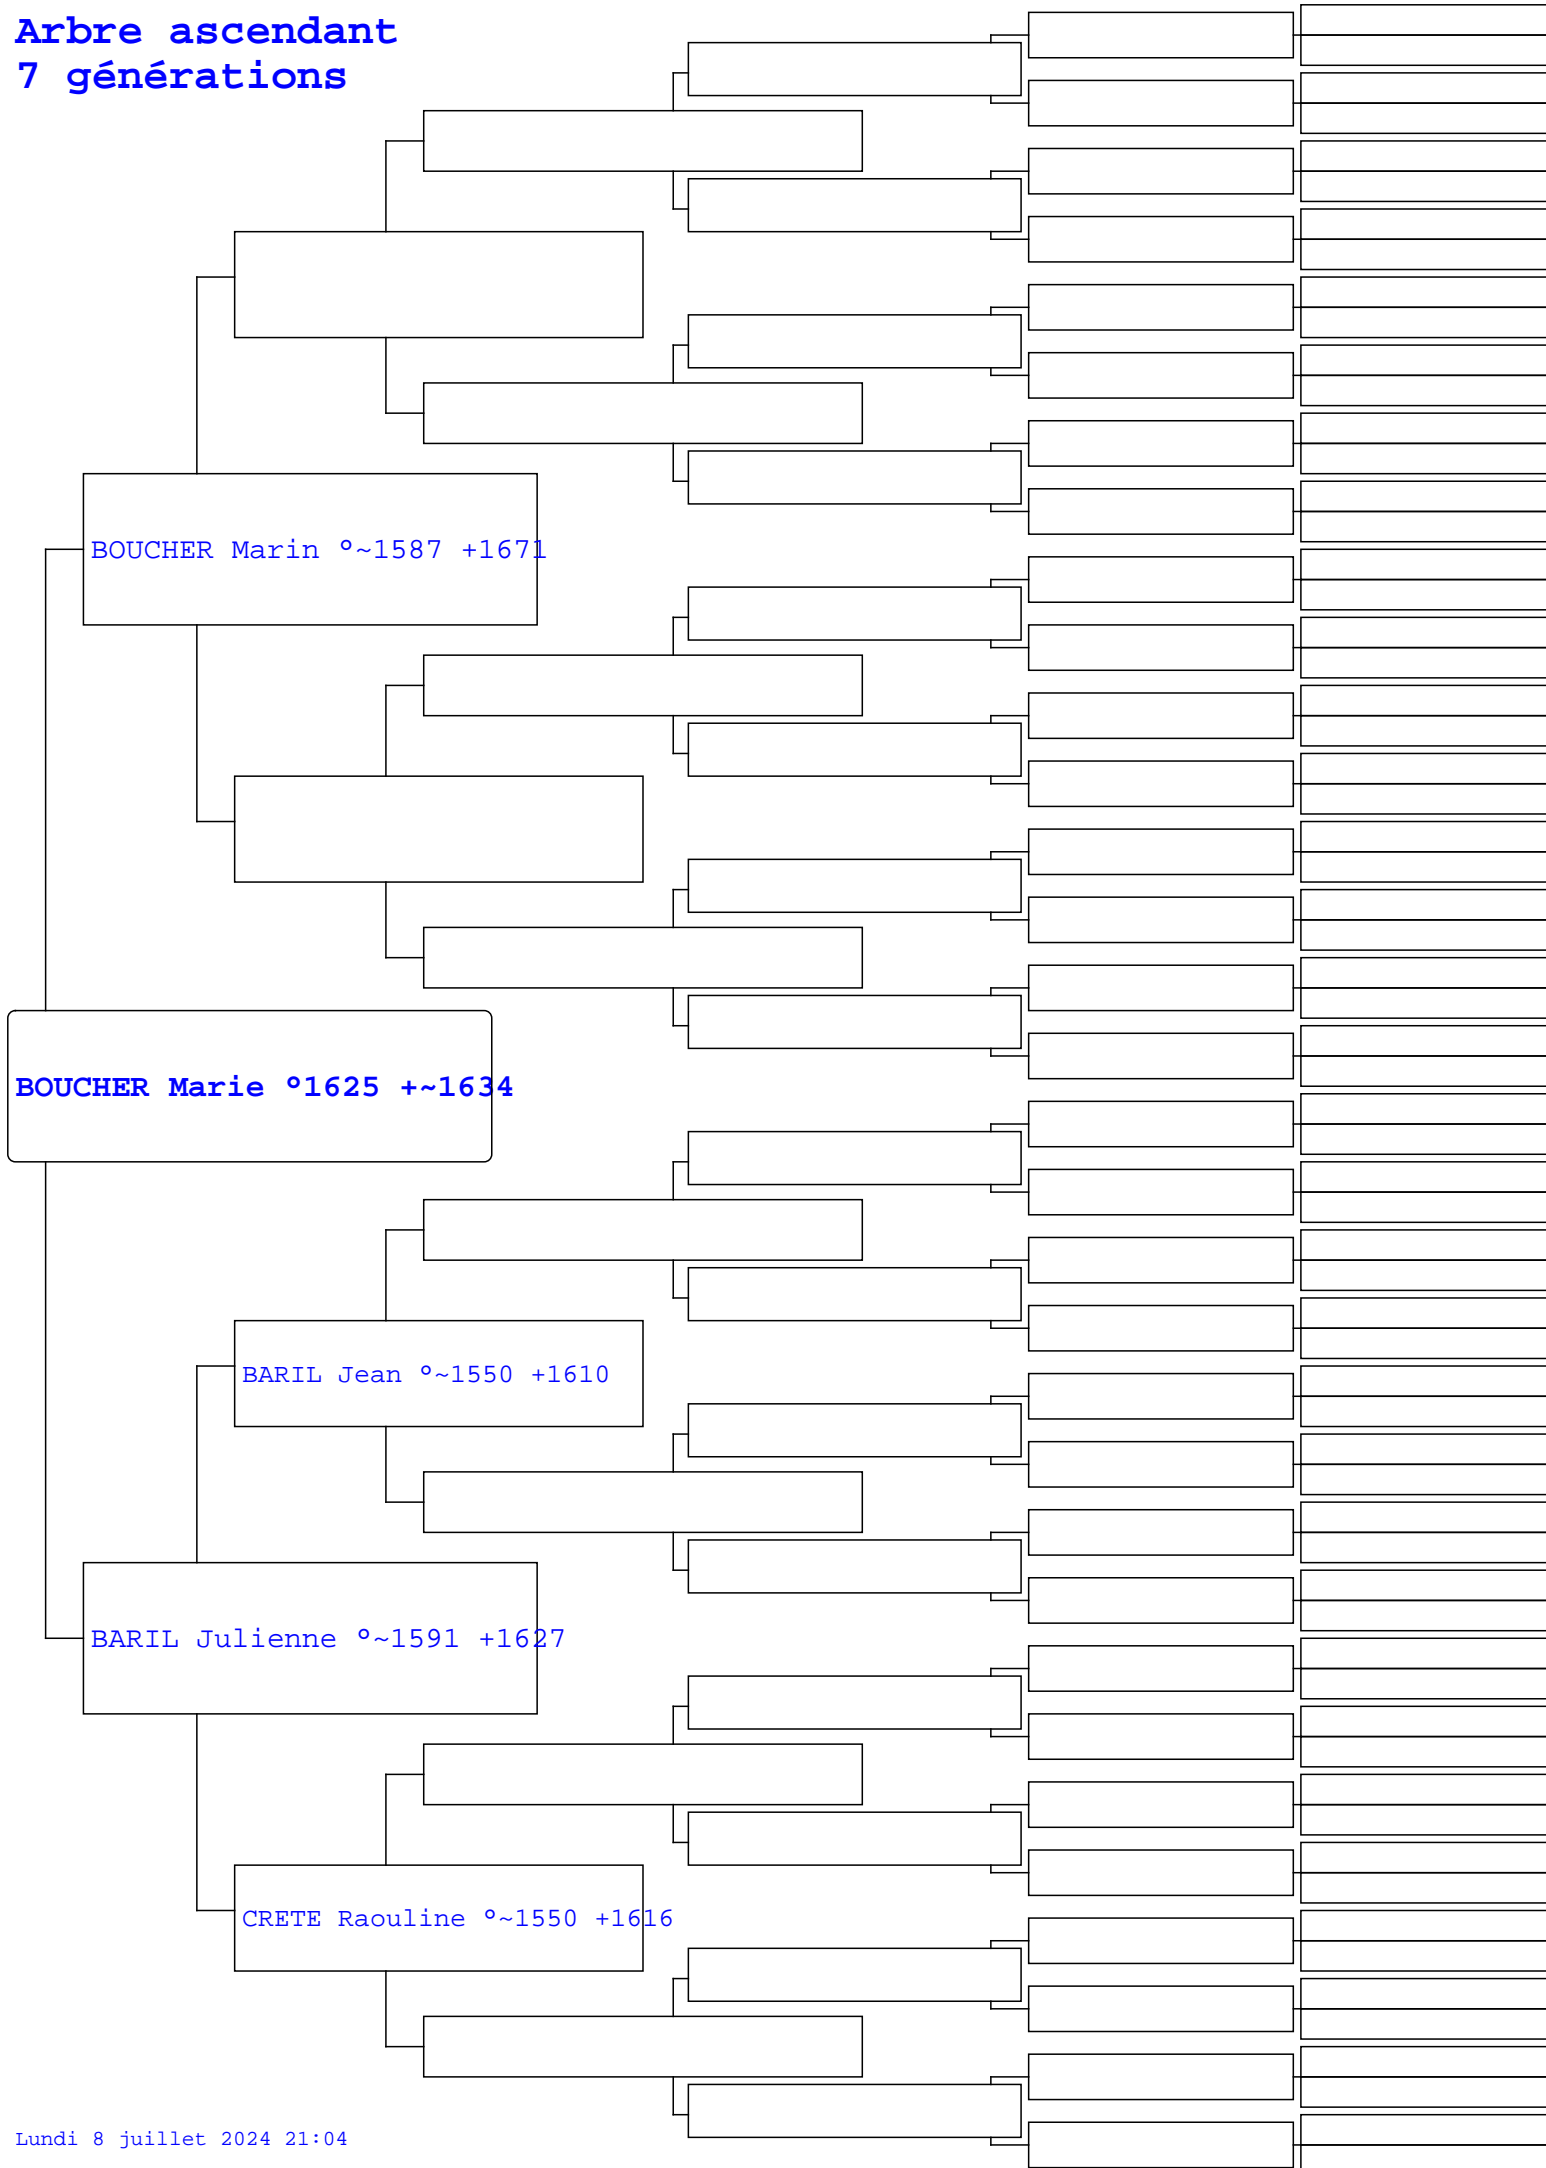 Arbre ascendant
7 générations
BOUCHER Marin °~1587 +1671
BOUCHER Marie °1625 +~1634
BARIL Jean °~1550 +1610
BARIL Julienne °~1591 +1627
CRETE Raouline °~1550 +1616
Lundi 8 juillet 2024 21:04